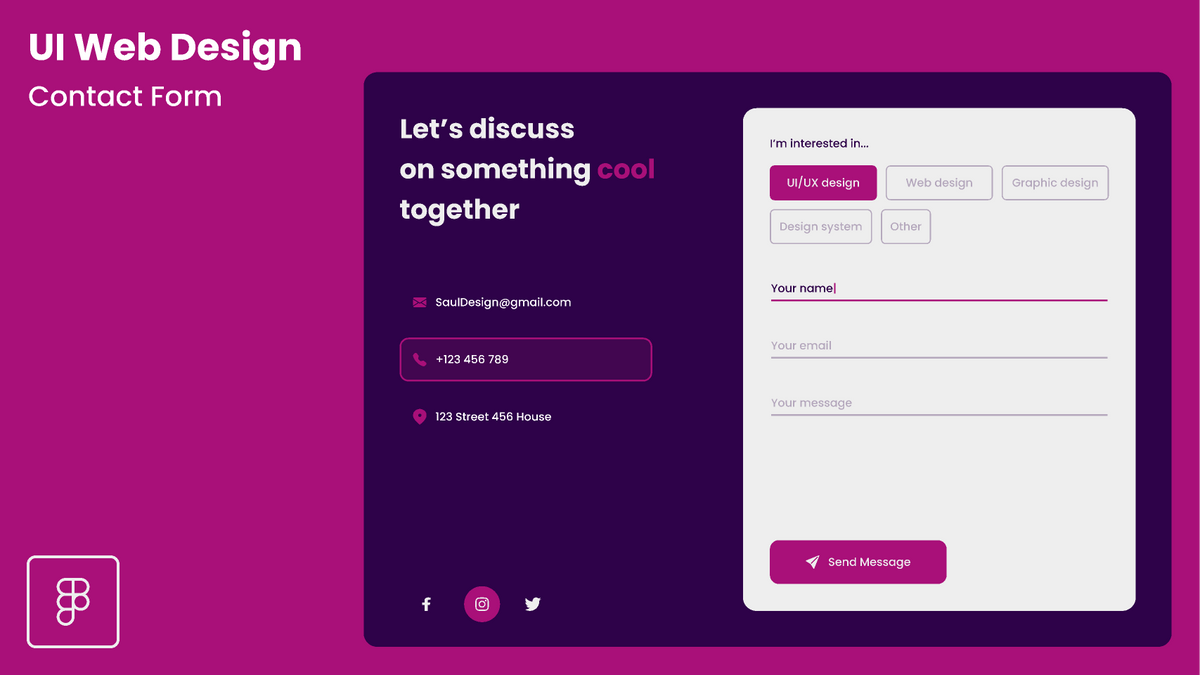 UI Web Design
Contact Form
Let’s discuss
on something cool
together
SaulDesign@gmail.com
+123 456 789
123 Street 456 House
I’m interested in...
UI/UX design
Web design
Graphic design
Design system
Other
Your name
Your email
Your message
Send Message